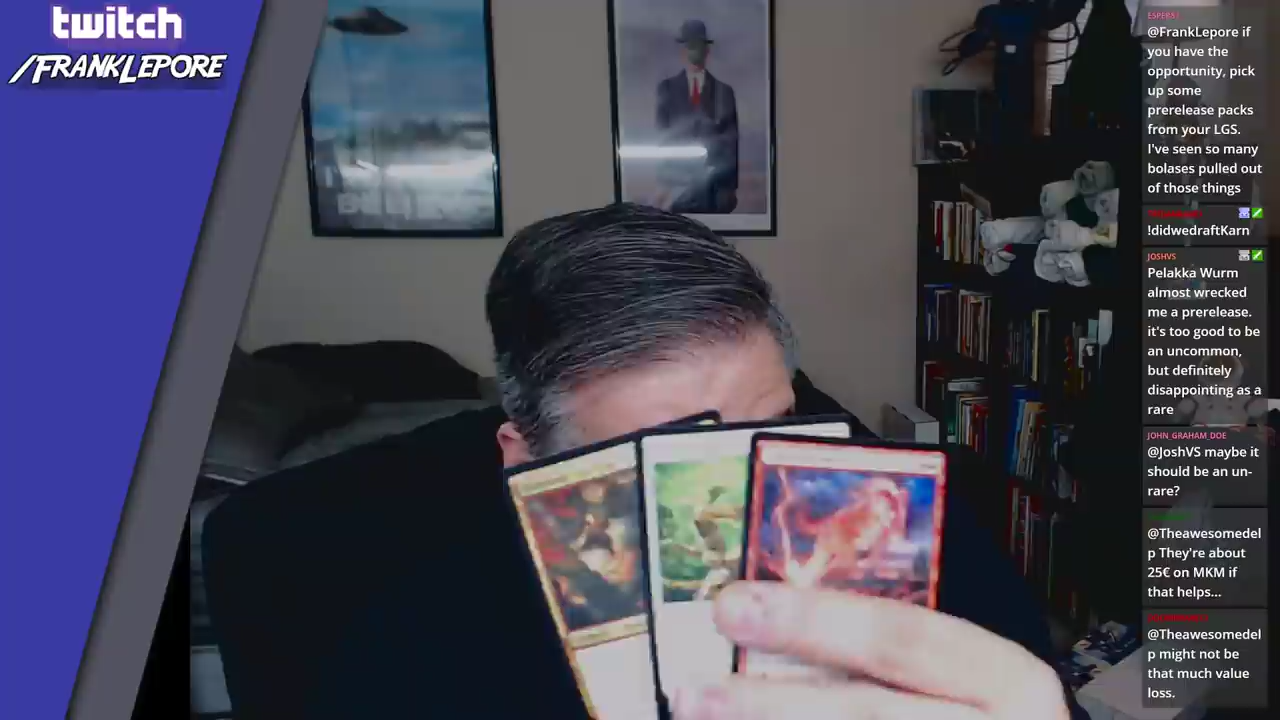 twitch
/FRANKLEPORE
@FrankLepore if
you have the
opportunity, pick
up some
prerelease packs
from your LGS.
I've seen so many
bolases pulled out
of those things
!didwedraftKarn
JOSHVS
Pelakka Wurm
almost wrecked
me a prerelease.
it's too good to be
an uncommon,
but definitely
disappointing as a
rare
JOHN_GRAHAM_DOE
@JoshVS maybe it
should be an un-
rare?
@Theawesomedel
p They're about
25€ on MKM if
that helps...
@Theawesomedel
p might not be
that much value
loss.